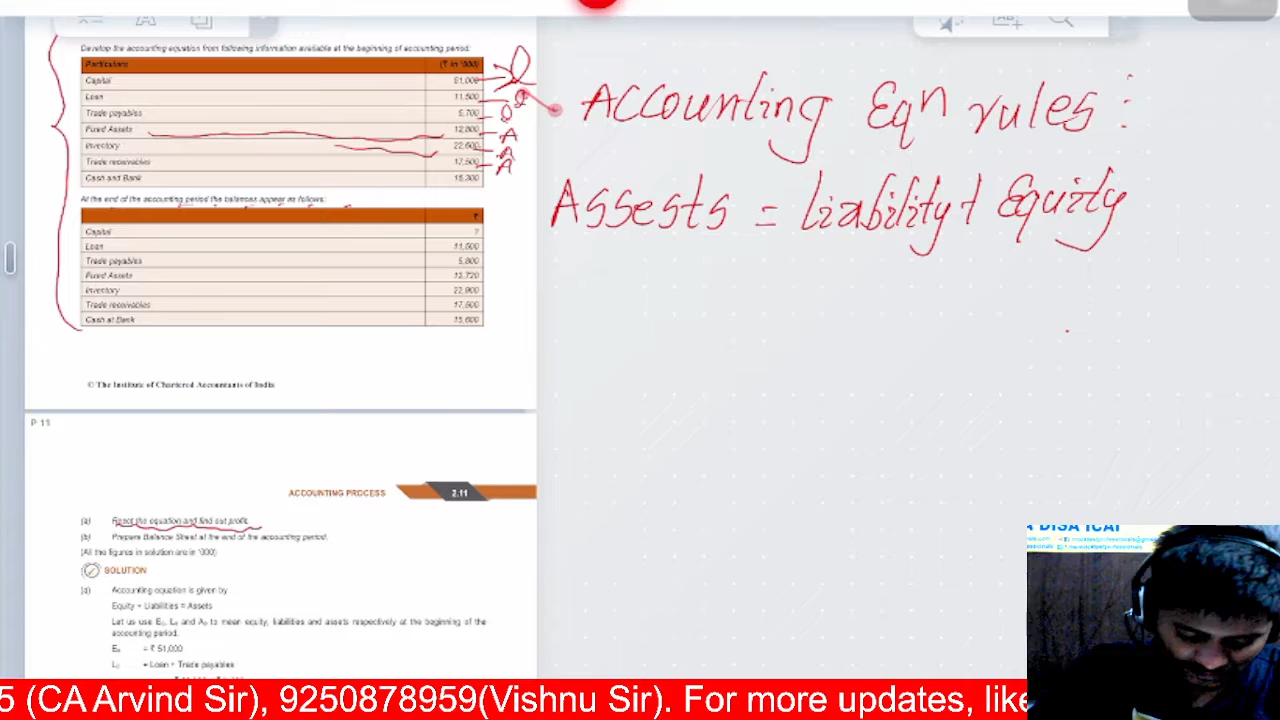 Develop the accounting equation from following information available at the beginning of accounting period:
Particulars (₹ in '000)
Capital 51,000
Loan 11,500
Trade payables 5,700
Fixed Assets 12,800
Inventory 22,600
Trade receivables 17,500
Cash and Bank 15,300
At the end of the accounting period the balances appear as follows:
₹
Capital ?
Loan 11,500
Trade payables 5,800
Fixed Assets 12,720
Inventory 22,900
Trade receivables 17,500
Cash at Bank 15,600
© The Institute of Chartered Accountants of India
P 11
ACCOUNTING PROCESS 2.11
(a) Reset the equation and find out profit.
(b) Prepare Balance Sheet at the end of the accounting period.
(All the figures in solution are in '000)
SOLUTION
(a) Accounting equation is given by
Equity + Liabilities = Assets
Let us use E₀, L₀ and A₀ to mean equity, liabilities and assets respectively at the beginning of the
accounting period.
E₀ = ₹ 51,000
L₀ = Loan + Trade payables
Accounting Eqn rules :
Assests = Liability + Equity
A DISA ICAI
5 (CA Arvind Sir), 9250878959(Vishnu Sir). For more updates, like